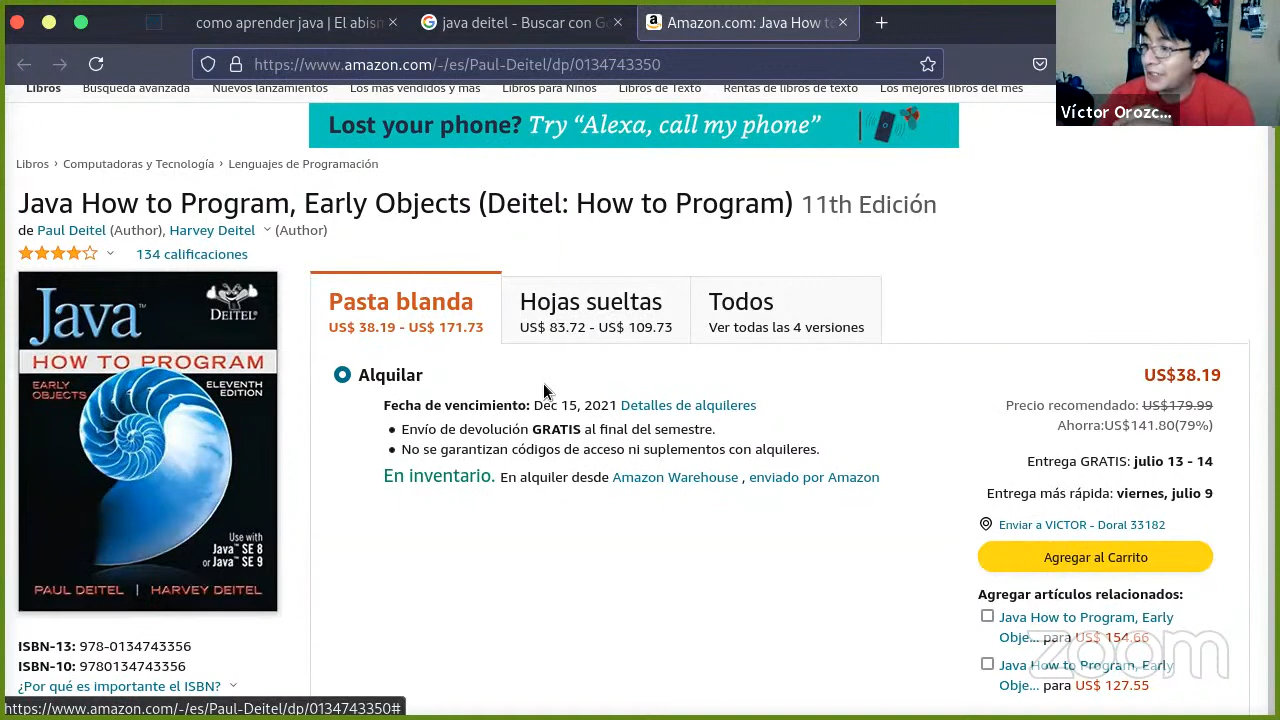 como aprender java | El abis
java deitel - Buscar con Go
Amazon.com: Java How to
https://www.amazon.com/-/es/Paul-Deitel/dp/0134743350
Víctor Orozc...
Libros Búsqueda avanzada Nuevos lanzamientos Los más vendidos y más Libros para Niños Libros de Texto Rentas de libros de texto Los mejores libros del mes
Lost your phone? Try “Alexa, call my phone”
Libros › Computadoras y Tecnología › Lenguajes de Programación
Java How to Program, Early Objects (Deitel: How to Program) 11th Edición
de Paul Deitel (Author), Harvey Deitel (Author)
134 calificaciones
Java™
DEITEL®
HOW TO PROGRAM
EARLY OBJECTS
ELEVENTH EDITION
Use with
Java™ SE 8
or Java™ SE 9
PAUL DEITEL | HARVEY DEITEL
ISBN-13: 978-0134743356
ISBN-10: 9780134743356
¿Por qué es importante el ISBN?
Pasta blanda
US$ 38.19 - US$ 171.73
Hojas sueltas
US$ 83.72 - US$ 109.73
Todos
Ver todas las 4 versiones
Alquilar
Fecha de vencimiento: Dec 15, 2021 Detalles de alquileres
• Envío de devolución GRATIS al final del semestre.
• No se garantizan códigos de acceso ni suplementos con alquileres.
En inventario. En alquiler desde Amazon Warehouse , enviado por Amazon
US$38.19
Precio recomendado: US$179.99
Ahorra:US$141.80(79%)
Entrega GRATIS: julio 13 - 14
Entrega más rápida: viernes, julio 9
Enviar a VICTOR - Doral 33182
Agregar al Carrito
Agregar artículos relacionados:
Java How to Program, Early
Obje... para US$ 154.66
Java How to Program, Early
Obje... para US$ 127.55
zoom
https://www.amazon.com/-/es/Paul-Deitel/dp/0134743350#